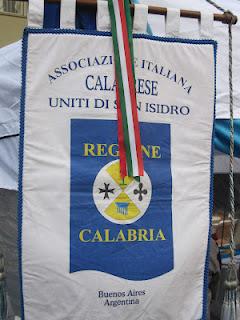 ASSOCIAZIONE ITALIANA
CALABRESE
UNITI DI SAN ISIDRO
REGIONE
CALABRIA
Buenos Aires
Argentina